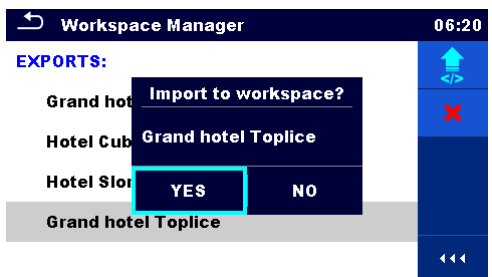 Workspace Manager 06:20
EXPORTS:
Grand hot
Import to workspace?
Hotel Cub
Grand hotel Toplice
Hotel Slo
YES NO
Grand hotel Toplice